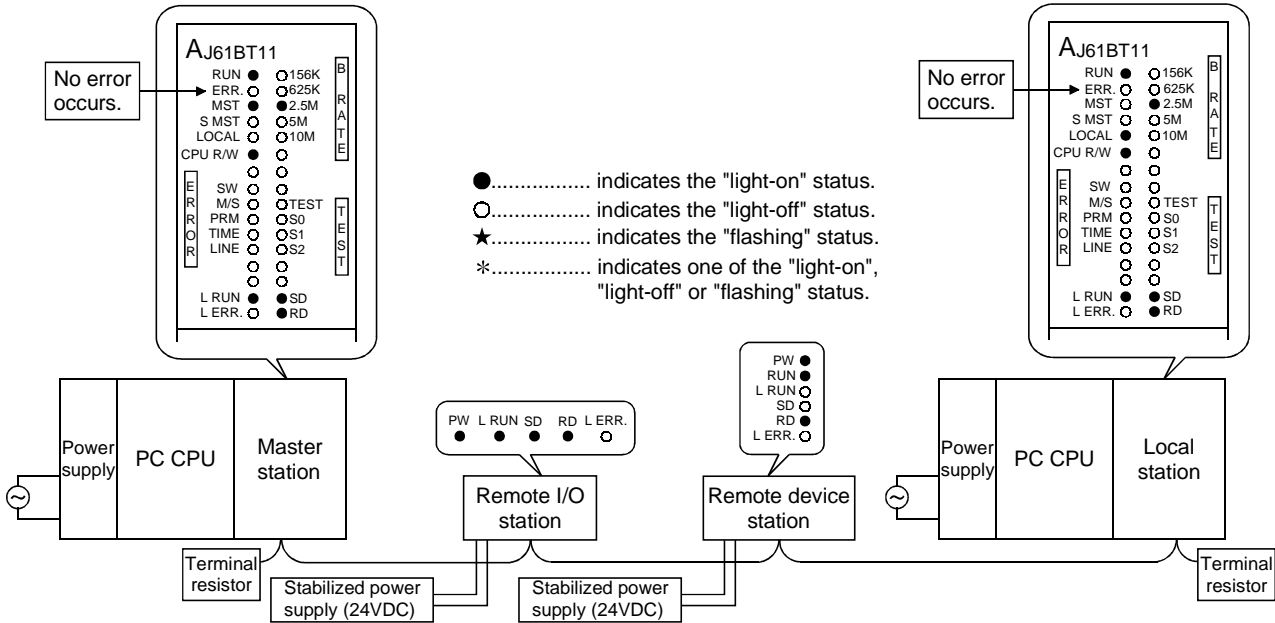 AJ61BT11
RUN ● ○ 156K
ERR. ○ ○ 625K
MST ● ● 2.5M
S MST ○ ○ 5M
LOCAL ○ ○ 10M
CPU R/W ● ○
B RATE
○ ○
SW ○ ○
M/S ○ ○ TEST
PRM ○ ○ S0
TIME ○ ○ S1
LINE ○ ○ S2
○ ○
○ ○
L RUN ● ● SD
L ERR. ○ ● RD
ERROR
TEST
No error
occurs.
● ................. indicates the "light-on" status.
○ ................. indicates the "light-off" status.
★ ................. indicates the "flashing" status.
* ................. indicates one of the "light-on",
"light-off" or "flashing" status.
AJ61BT11
RUN ● ○ 156K
ERR. ○ ○ 625K
MST ○ ● 2.5M
S MST ○ ○ 5M
LOCAL ● ○ 10M
CPU R/W ● ○
B RATE
○ ○
SW ○ ○
M/S ○ ○ TEST
PRM ○ ○ S0
TIME ○ ○ S1
LINE ○ ○ S2
○ ○
○ ○
L RUN ● ● SD
L ERR. ○ ● RD
ERROR
TEST
No error
occurs.
Power
supply
PC CPU
Master
station
Terminal
resistor
PW L RUN SD RD L ERR.
● ● ● ● ○
Remote I/O
station
Stabilized power
supply (24VDC)
PW ●
RUN ●
L RUN ○
SD ○
RD ●
L ERR. ○
Remote device
station
Stabilized power
supply (24VDC)
Power
supply
PC CPU
Local
station
Terminal
resistor